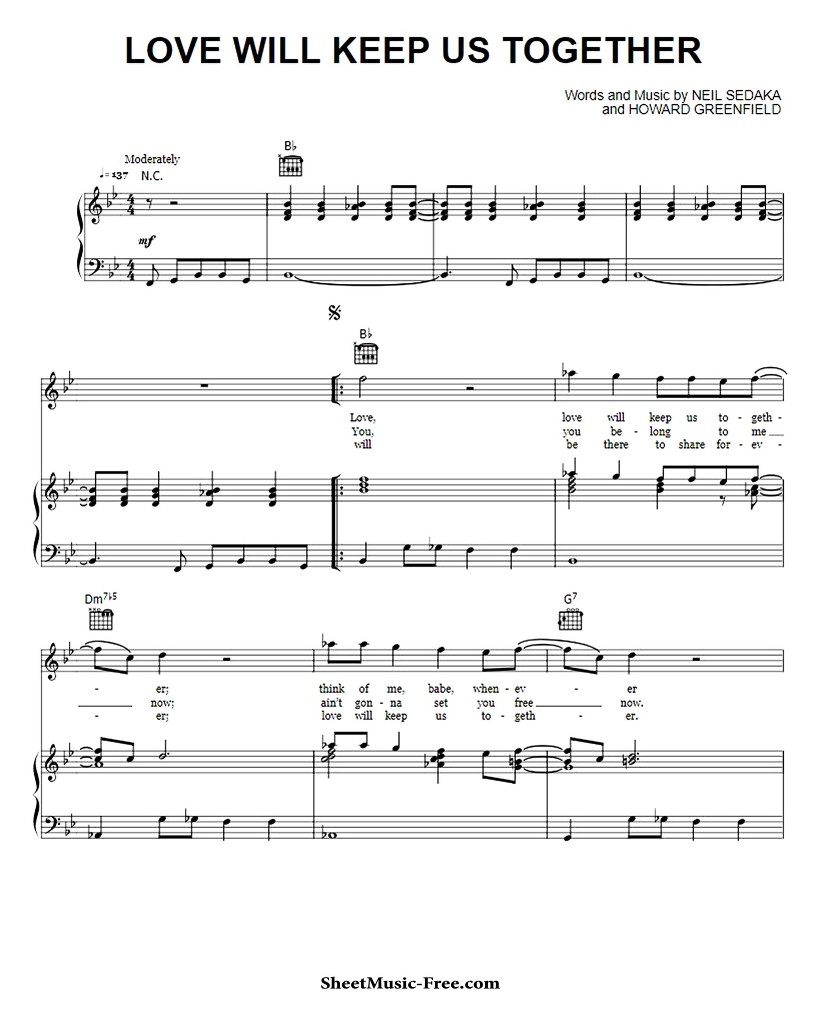 LOVE WILL KEEP US TOGETHER
Words and Music by NEIL SEDAKA
and HOWARD GREENFIELD
Moderately
♩=137 N.C.
B♭
mf
B♭
Love, love will keep us to - geth -
You, you be - long to me
will be there to share for - ev -
Dm7♭5 G7
- er; think of me, babe, when - ev - er
now; ain't gon - na set you free now.
- er; love will keep us to - geth - er.
SheetMusic-Free.com